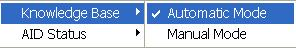 Knowledge Base
AID Status
Automatic Mode
Manual Mode